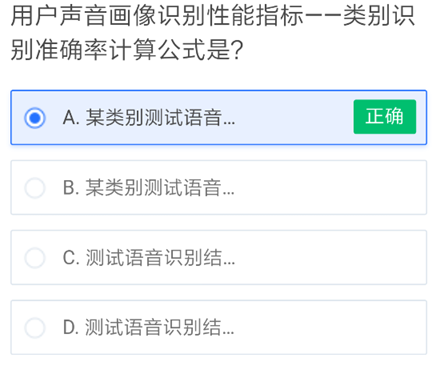 用户声音画像识别性能指标——类别识
别准确率计算公式是?
A. 某类别测试语音...
正确
B. 某类别测试语音...
C. 测试语音识别结...
D. 测试语音识别结...